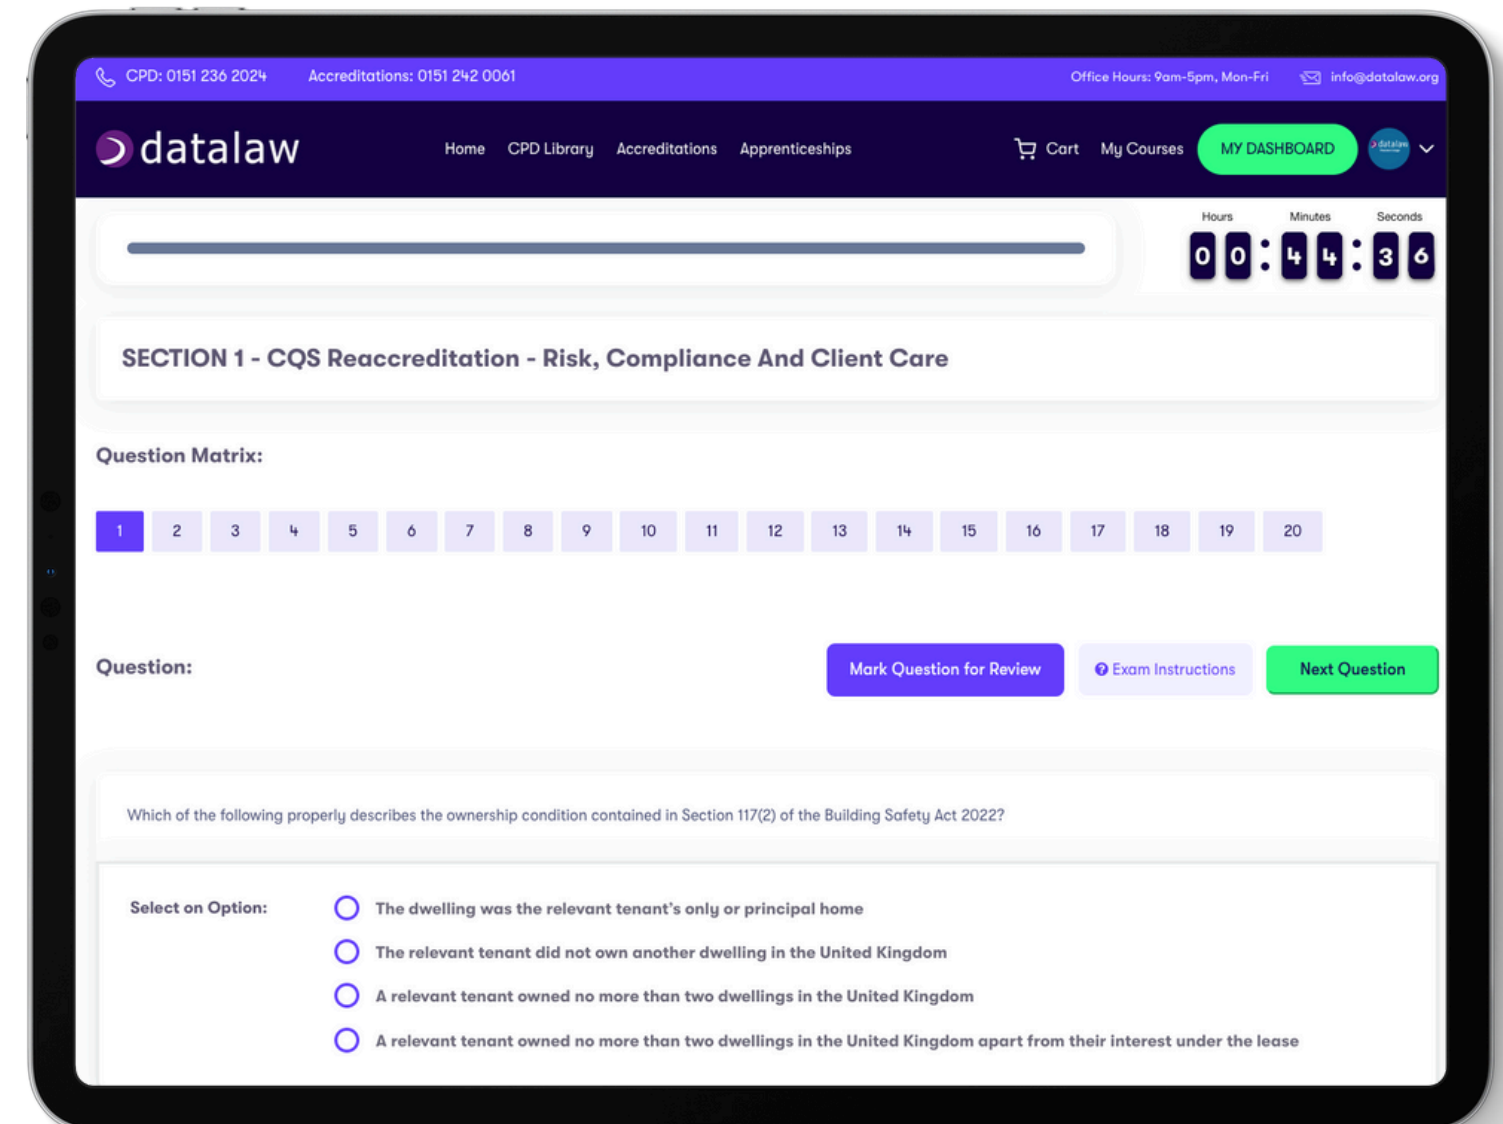 CPD: 0151 236 2024 Accreditations: 0151 242 0061 Office Hours: 9am-5pm, Mon-Fri info@datalaw.org
datalaw Home CPD Library Accreditations Apprenticeships Cart My Courses MY DASHBOARD datalaw
Hours Minutes Seconds
00:44:36
SECTION 1 - CQS Reaccreditation - Risk, Compliance And Client Care
Question Matrix:
1 2 3 4 5 6 7 8 9 10 11 12 13 14 15 16 17 18 19 20
Question: Mark Question for Review Exam Instructions Next Question
Which of the following properly describes the ownership condition contained in Section 117(2) of the Building Safety Act 2022?
Select on Option: The dwelling was the relevant tenant's only or principal home
The relevant tenant did not own another dwelling in the United Kingdom
A relevant tenant owned no more than two dwellings in the United Kingdom
A relevant tenant owned no more than two dwellings in the United Kingdom apart from their interest under the lease